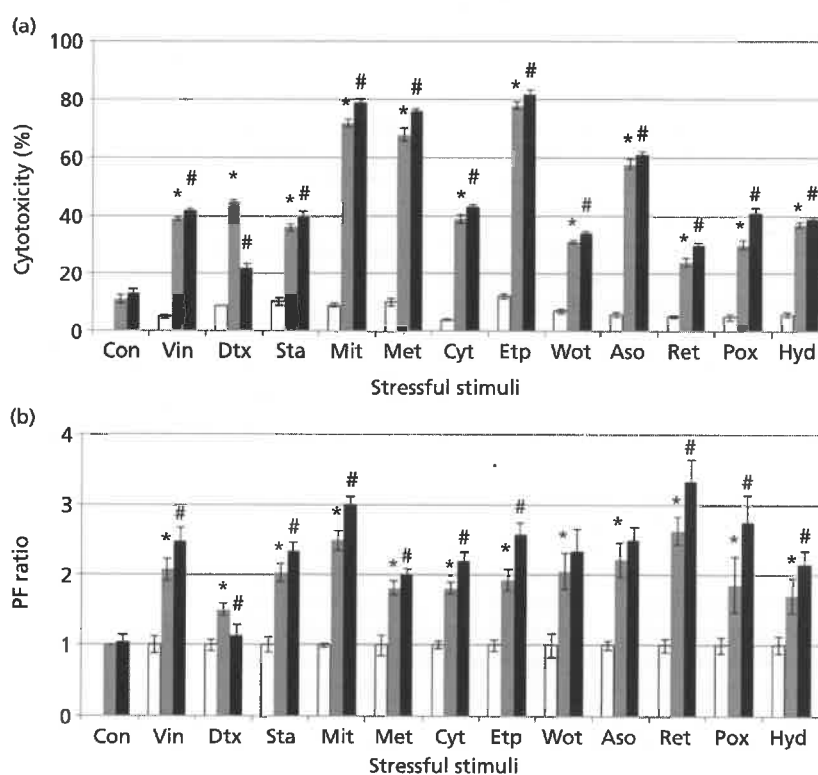 (a)
100
80
60
40
20
0
Cytotoxicity (%)
* # * # * # * # * # * # * # * # * # * # * # * #
Con Vin Dtx Sta Mit Met Cyt Etp Wot Aso Ret Pox Hyd
Stressful stimuli
(b)
4
3
2
1
0
PF ratio
* # * # * # * # * # * # * # * * * # * # * #
Con Vin Dtx Sta Mit Met Cyt Etp Wot Aso Ret Pox Hyd
Stressful stimuli